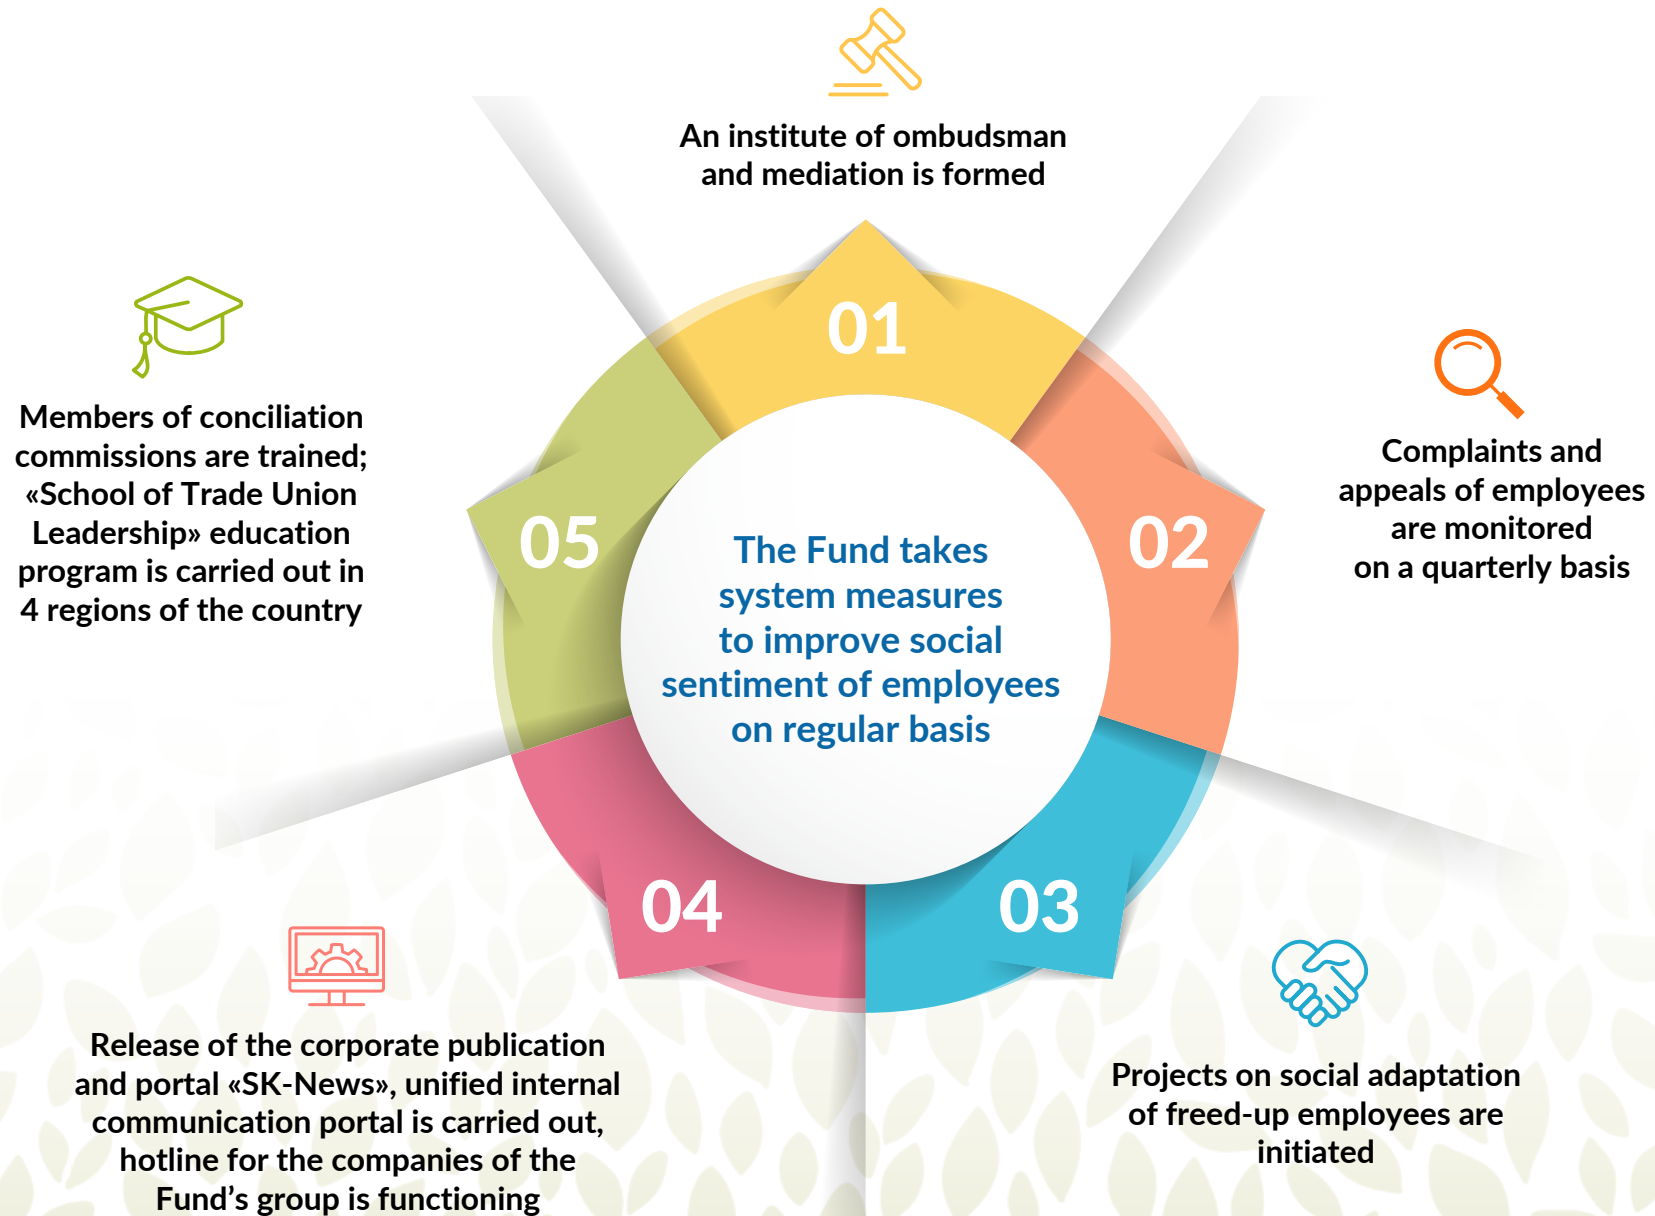 An institute of ombudsman
and mediation is formed
01
Complaints and
appeals of employees
are monitored
on a quarterly basis
02
Projects on social adaptation
of freed-up employees are
initiated
03
Release of the corporate publication
and portal «SK-News», unified internal
communication portal is carried out,
hotline for the companies of the
Fund’s group is functioning
04
Members of conciliation
commissions are trained;
«School of Trade Union
Leadership» education
program is carried out in
4 regions of the country
05
The Fund takes
system measures
to improve social
sentiment of employees
on regular basis